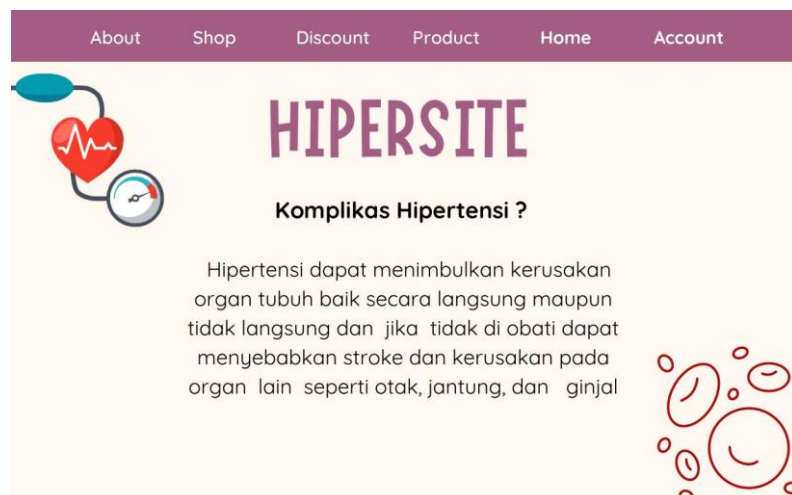 About Shop Discount Product Home Account
HIPERSITE
Komplikas Hipertensi ?
Hipertensi dapat menimbulkan kerusakan
organ tubuh baik secara langsung maupun
tidak langsung dan jika tidak di obati dapat
menyebabkan stroke dan kerusakan pada
organ lain seperti otak, jantung, dan ginjal